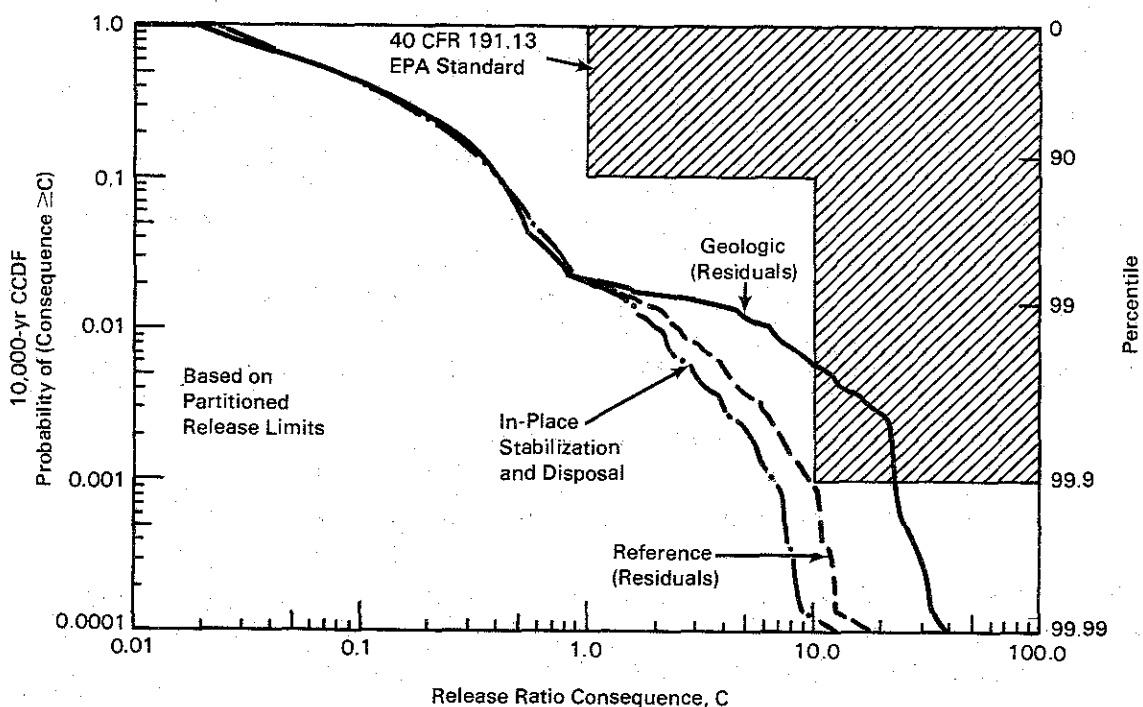 1.0
0.1
0.01
0.001
0.0001
10,000-yr CCDF
Probability of (Consequence ≥C)
40 CFR 191.13
EPA Standard
Geologic
(Residuals)
Based on
Partitioned
Release Limits
In-Place
Stabilization
and Disposal
Reference
(Residuals)
0
90
99
99.9
99.99
Percentile
0.01
0.1
1.0
10.0
100.0
Release Ratio Consequence, C